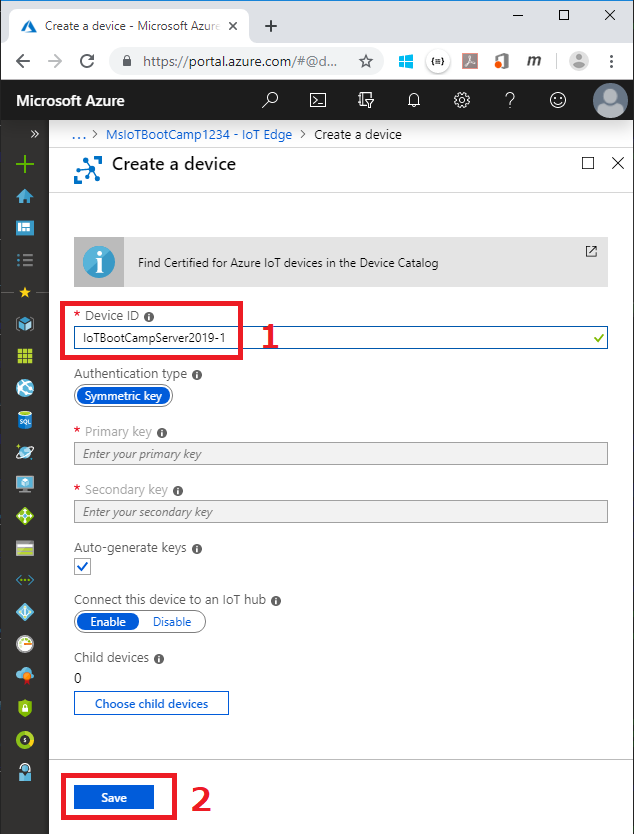 Create a device - Microsoft Azure
https://portal.azure.com/#@d...
{≡}
m
Microsoft Azure
... > MsIoTBootCamp1234 - IoT Edge > Create a device
Create a device
Find Certified for Azure IoT devices in the Device Catalog
* Device ID
IoTBootCampServer2019-1
1
Authentication type
Symmetric key
* Primary key
Enter your primary key
* Secondary key
Enter your secondary key
Auto-generate keys
Connect this device to an IoT hub
Enable Disable
Child devices
0
Choose child devices
SQL
Save
2